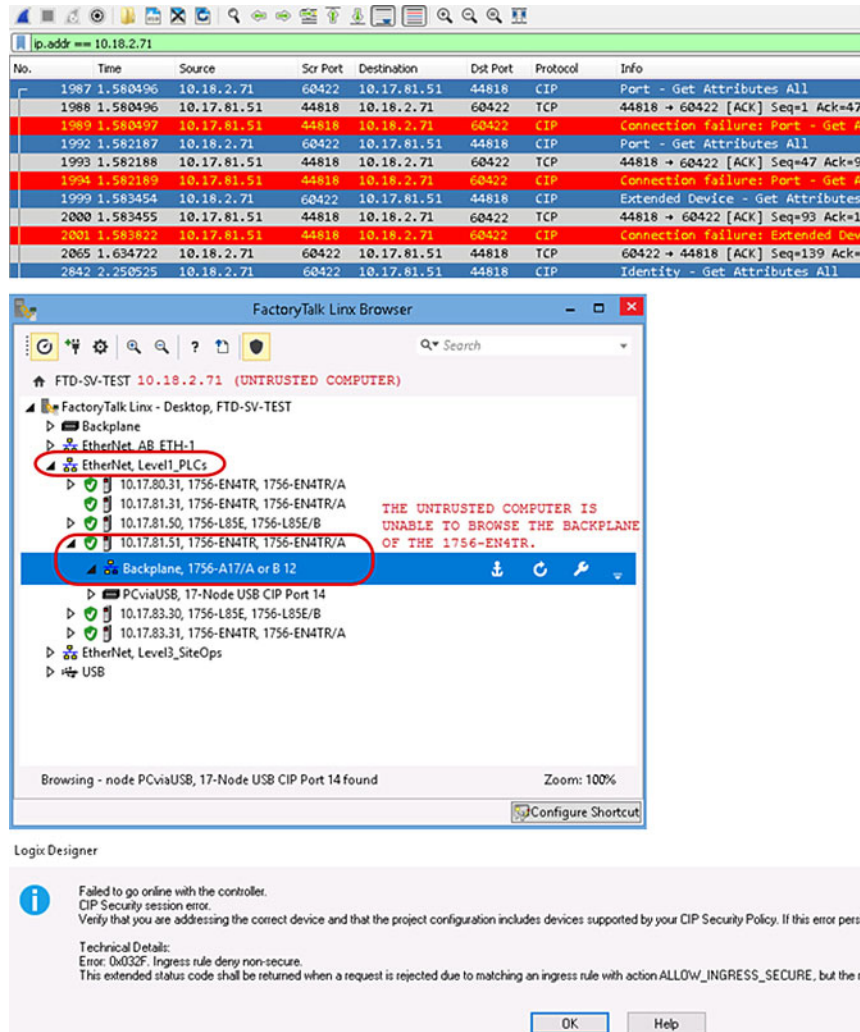 ip.addr == 10.18.2.71
No. Time Source Scr Port Destination Dst Port Protocol Info
1987 1.580496 10.18.2.71 60422 10.17.81.51 44818 CIP Port - Get Attributes All
1988 1.580496 10.17.81.51 44818 10.18.2.71 60422 TCP 44818 → 60422 [ACK] Seq=1 Ack=47
1989 1.580497 10.17.81.51 44818 10.18.2.71 60422 CIP Connection failure: Port - Get A
1992 1.582187 10.18.2.71 60422 10.17.81.51 44818 CIP Port - Get Attributes All
1993 1.582188 10.17.81.51 44818 10.18.2.71 60422 TCP 44818 → 60422 [ACK] Seq=47 Ack=9
1994 1.582189 10.17.81.51 44818 10.18.2.71 60422 CIP Connection failure: Port - Get A
1999 1.583454 10.18.2.71 60422 10.17.81.51 44818 CIP Extended Device - Get Attributes
2000 1.583455 10.17.81.51 44818 10.18.2.71 60422 TCP 44818 → 60422 [ACK] Seq=93 Ack=1
2001 1.583822 10.17.81.51 44818 10.18.2.71 60422 CIP Connection failure: Extended Dev
2065 1.634722 10.18.2.71 60422 10.17.81.51 44818 TCP 60422 → 44818 [ACK] Seq=139 Ack=
2842 2.250525 10.18.2.71 60422 10.17.81.51 44818 CIP Identity - Get Attributes All
FactoryTalk Linx Browser
Search
FTD-SV-TEST 10.18.2.71 (UNTRUSTED COMPUTER)
FactoryTalk Linx - Desktop, FTD-SV-TEST
Backplane
EtherNet, AB_ETH-1
EtherNet, Level1_PLCs
10.17.80.31, 1756-EN4TR, 1756-EN4TR/A
10.17.81.31, 1756-EN4TR, 1756-EN4TR/A
10.17.81.50, 1756-L85E, 1756-L85E/B
10.17.81.51, 1756-EN4TR, 1756-EN4TR/A
THE UNTRUSTED COMPUTER IS
UNABLE TO BROWSE THE BACKPLANE
OF THE 1756-EN4TR.
Backplane, 1756-A17/A or B 12
PCviaUSB, 17-Node USB CIP Port 14
10.17.83.30, 1756-L85E, 1756-L85E/B
10.17.83.31, 1756-EN4TR, 1756-EN4TR/A
EtherNet, Level3_SiteOps
USB
Browsing - node PCviaUSB, 17-Node USB CIP Port 14 found Zoom: 100%
Configure Shortcut
Logix Designer
Failed to go online with the controller.
CIP Security session error.
Verify that you are addressing the correct device and that the project configuration includes devices supported by your CIP Security Policy. If this error pers
Technical Details:
Error: 0x032F. Ingress rule deny non-secure.
This extended status code shall be returned when a request is rejected due to matching an ingress rule with action ALLOW_INGRESS_SECURE, but the r
OK Help